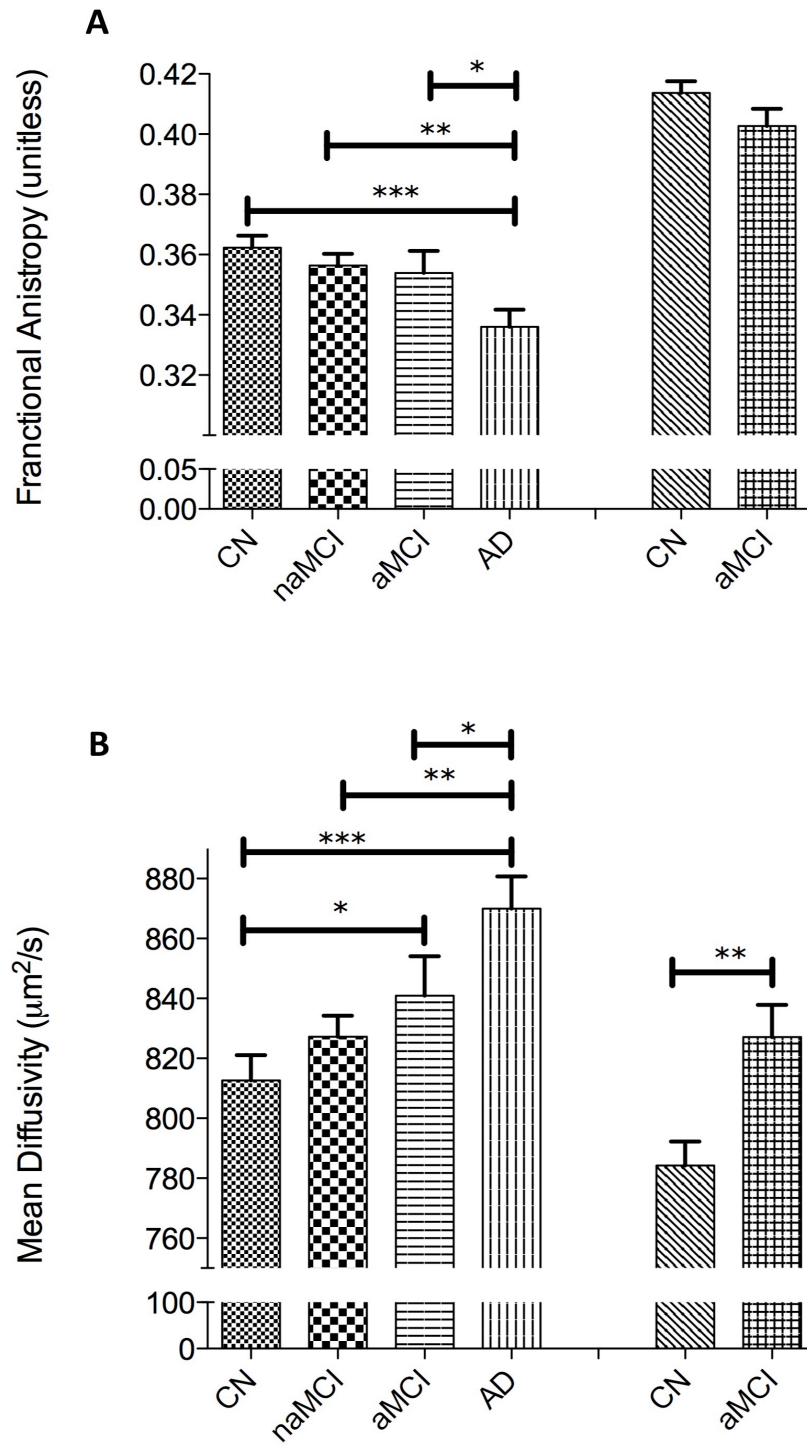 A
Franctional Anistropy (unitless)
0.42
0.40
0.38
0.36
0.34
0.32
0.05
0.00
*
**
***
CN
naMCI
aMCI
AD
CN
aMCI
B
Mean Diffusivity (μm²/s)
880
860
840
820
800
780
760
100
0
*
**
***
*
**
CN
naMCI
aMCI
AD
CN
aMCI